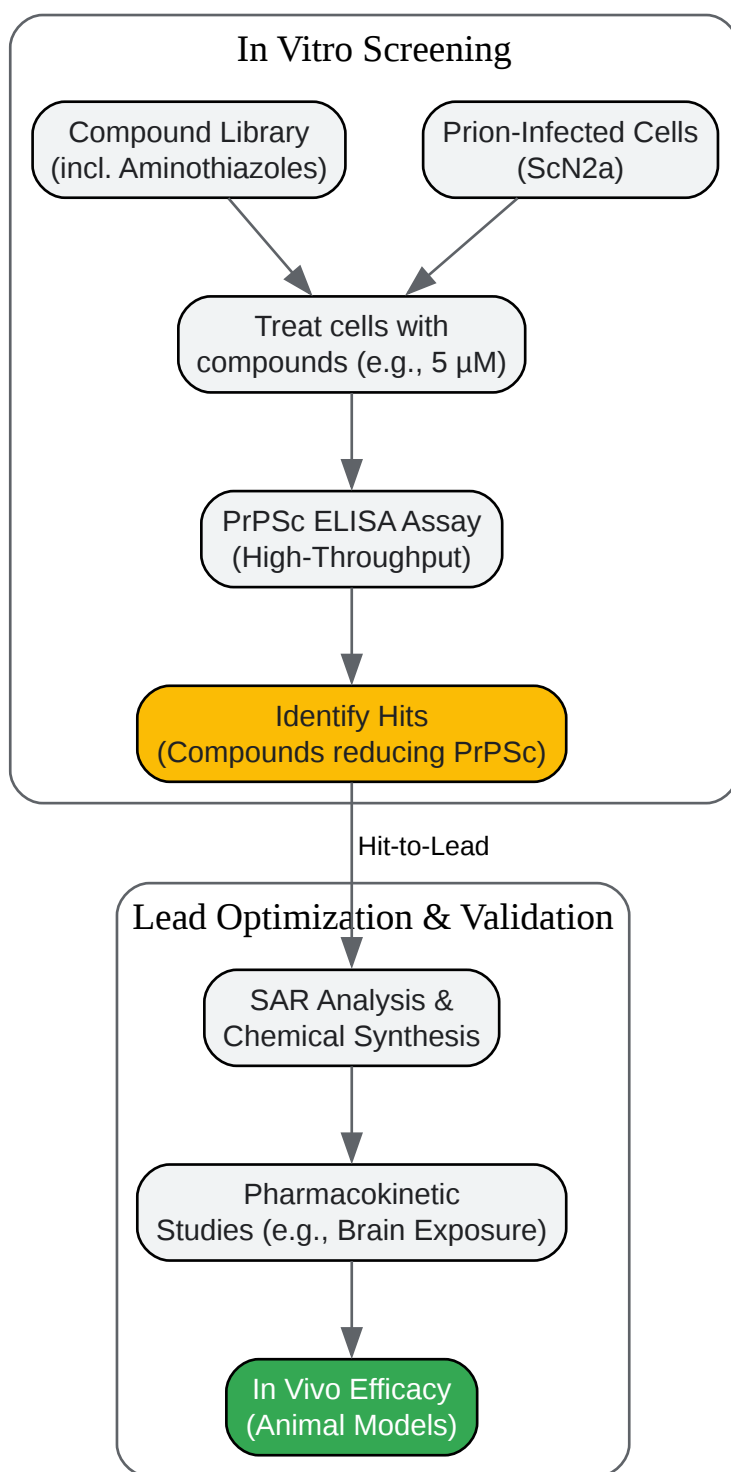 In Vitro Screening
Compound Library
(incl. Aminothiazoles)
Prion-Infected Cells
(ScN2a)
Treat cells with
compounds (e.g., 5 µM)
PrPSc ELISA Assay
(High-Throughput)
Identify Hits
(Compounds reducing PrPSc)
Hit-to-Lead
Lead Optimization & Validation
SAR Analysis &
Chemical Synthesis
Pharmacokinetic
Studies (e.g., Brain Exposure)
In Vivo Efficacy
(Animal Models)